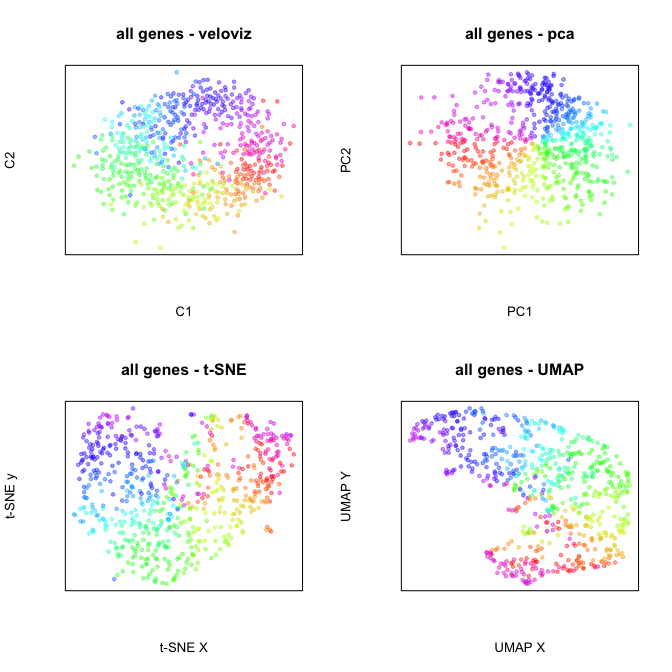 all genes - veloviz
C2
C1
all genes - pca
PC2
PC1
all genes - t-SNE
t-SNE y
t-SNE X
all genes - UMAP
UMAP Y
UMAP X